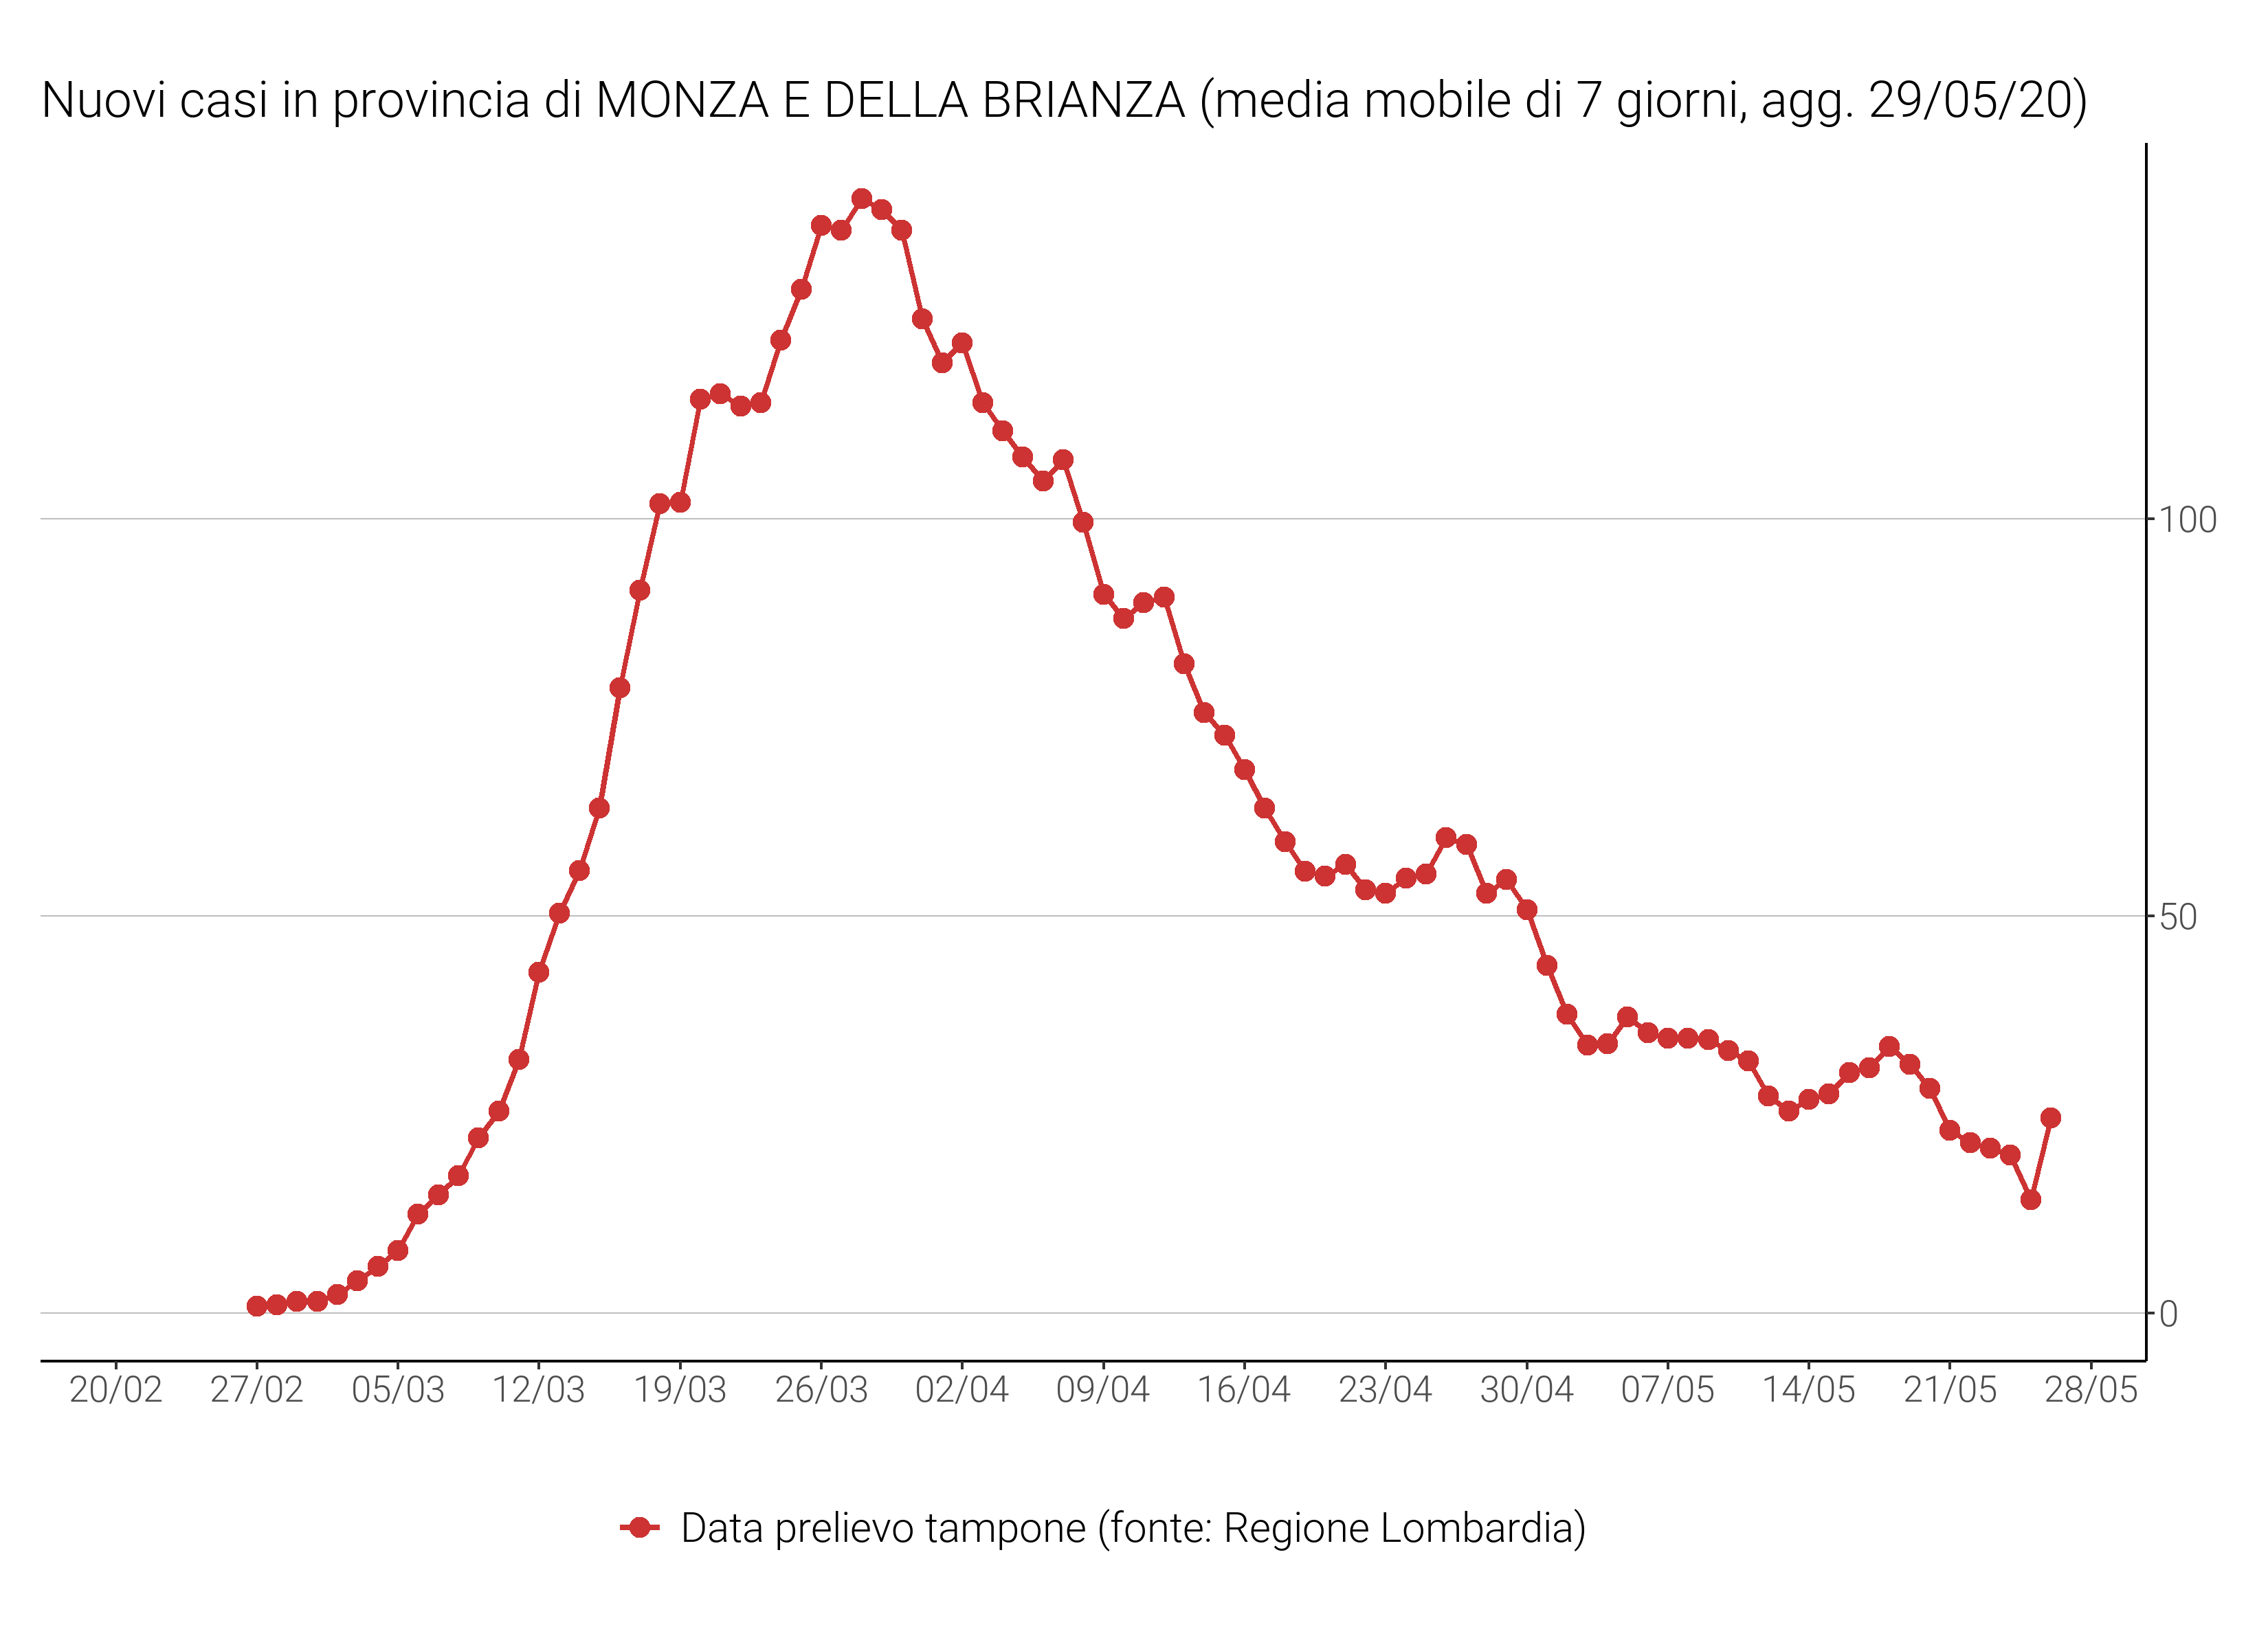 Nuovi casi in provincia di MONZA E DELLA BRIANZA (media mobile di 7 giorni, agg. 29/05/20)
100
50
0
20/02 27/02 05/03 12/03 19/03 26/03 02/04 09/04 16/04 23/04 30/04 07/05 14/05 21/05 28/05
Data prelievo tampone (fonte: Regione Lombardia)